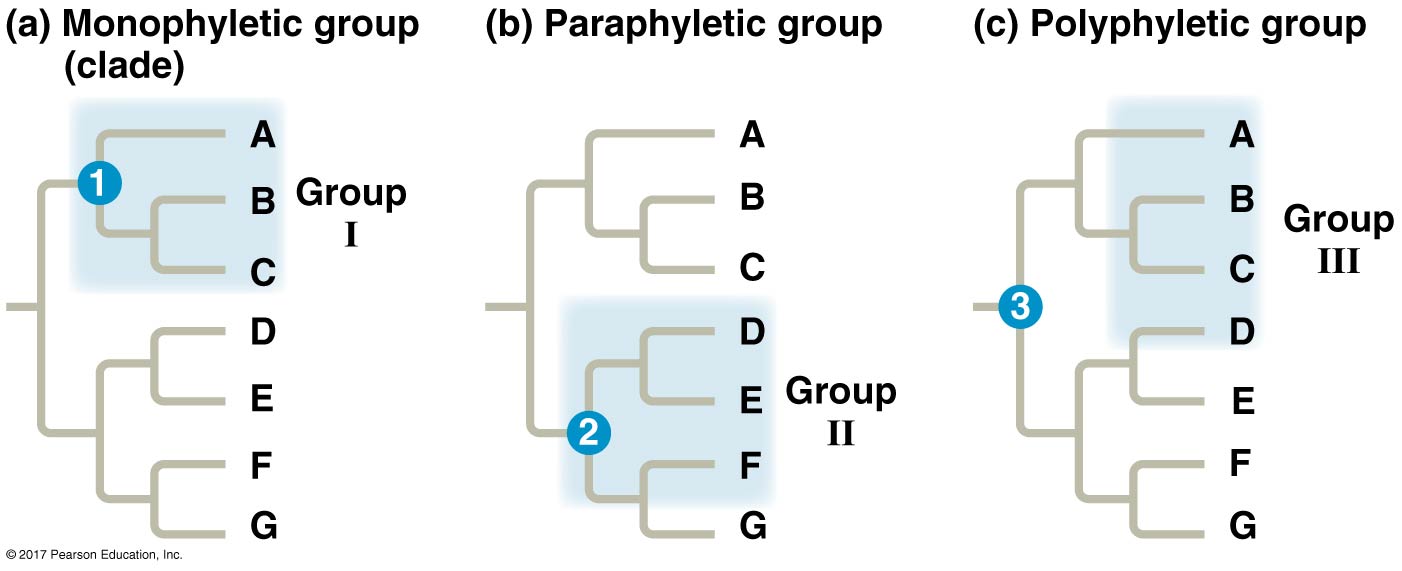 (a) Monophyletic group
(clade)
A
1
B
Group
I
C
D
E
F
G
(b) Paraphyletic group
A
B
C
D
E
Group
II
2
F
G
(c) Polyphyletic group
A
B
Group
III
C
3
D
E
F
G
© 2017 Pearson Education, Inc.